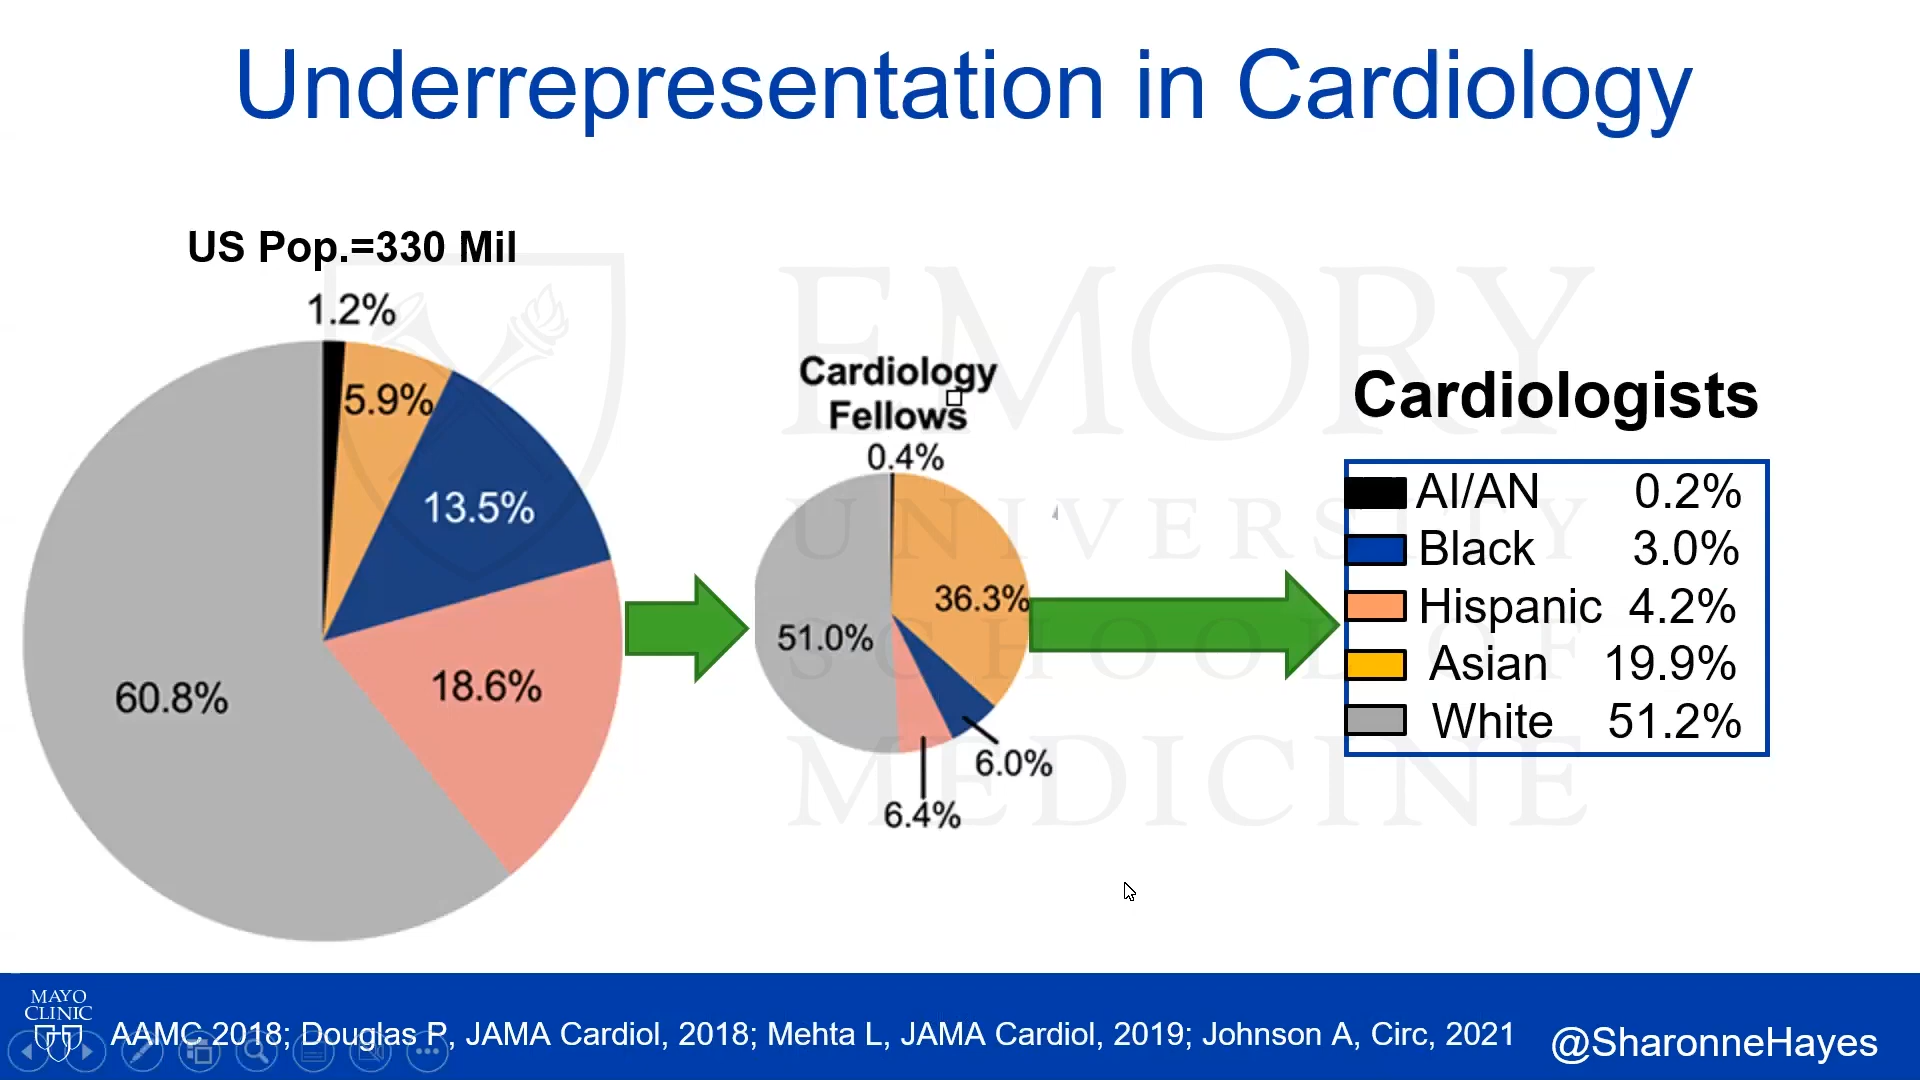 Underrepresentation in Cardiology
US Pop.=330 Mil
1.2%
5.9%
13.5%
18.6%
60.8%
Cardiology
Fellows
0.4%
36.3%
51.0%
6.0%
6.4%
Cardiologists
AI/AN 0.2%
Black 3.0%
Hispanic 4.2%
Asian 19.9%
White 51.2%
EMORY
UNIVERSITY
SCHOOL OF
MEDICINE
MAYO
CLINIC
AAMC 2018; Douglas P, JAMA Cardiol, 2018; Mehta L, JAMA Cardiol, 2019; Johnson A, Circ, 2021
@SharonneHayes